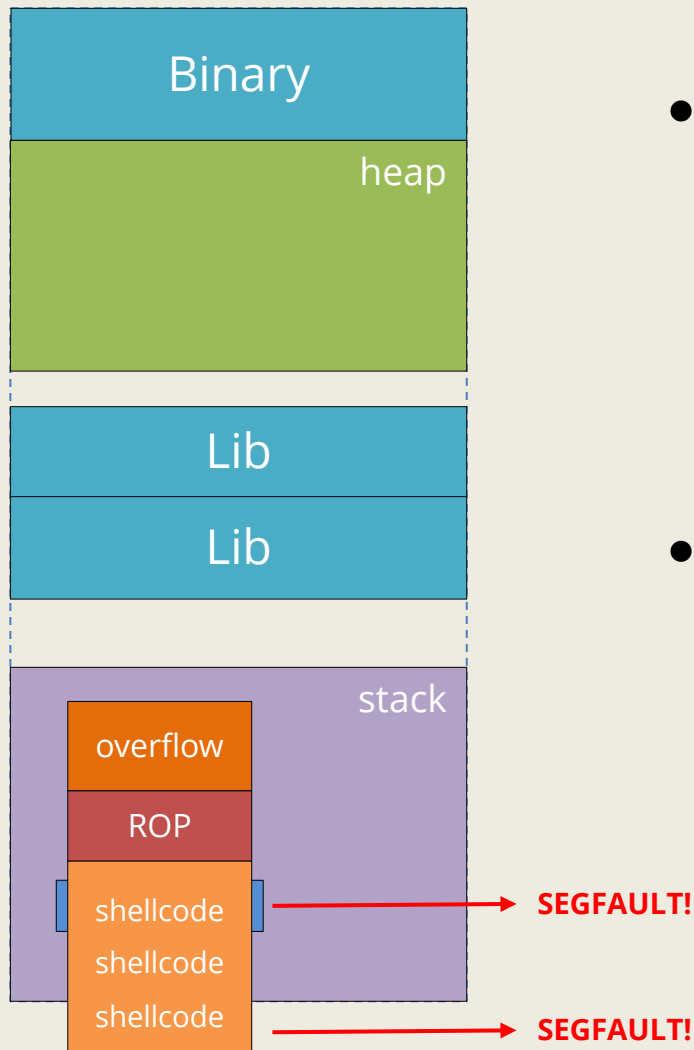 Binary
heap
Lib
Lib
stack
overflow
ROP
shellcode
SEGFAULT!
shellcode
shellcode
SEGFAULT!